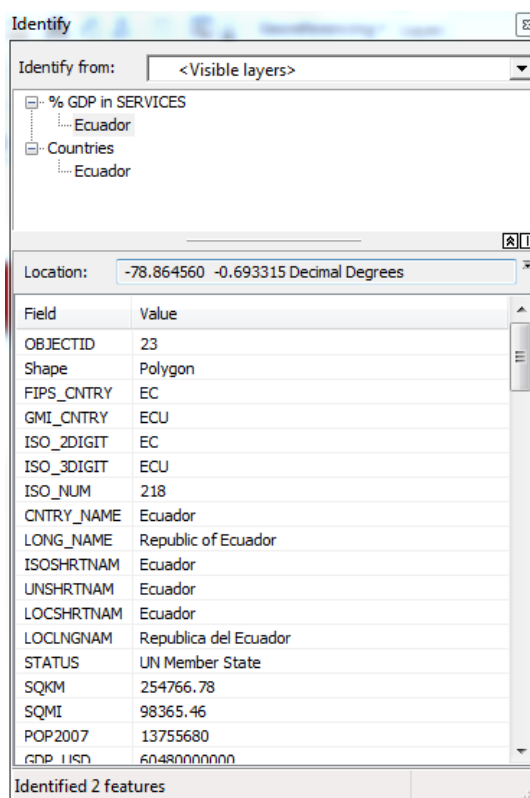 Identify
Identify from: <Visible layers>
% GDP in SERVICES
Ecuador
Countries
Ecuador
Location: -78.864560 -0.693315 Decimal Degrees
Field Value
OBJECTID 23
Shape Polygon
FIPS_CNTRY EC
GMI_CNTRY ECU
ISO_2DIGIT EC
ISO_3DIGIT ECU
ISO_NUM 218
CNTRY_NAME Ecuador
LONG_NAME Republic of Ecuador
ISOSHRTNAM Ecuador
UNSHRTNAM Ecuador
LOCSHRTNAM Ecuador
LOCLNGNAM Republica del Ecuador
STATUS UN Member State
SQKM 254766.78
SQMI 98365.46
POP2007 13755680
GDP_USD 60480000000
Identified 2 features